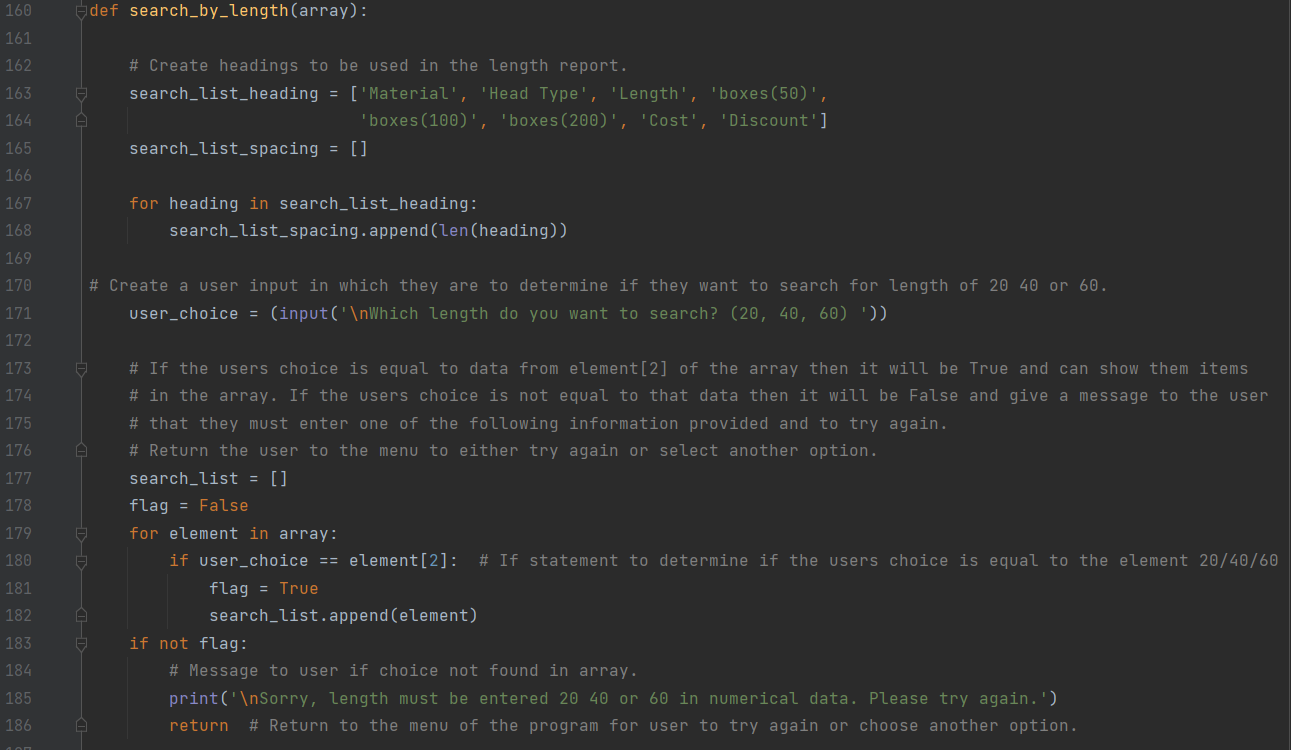 160 def search_by_length(array):
161
162     # Create headings to be used in the length report.
163     search_list_heading = ['Material', 'Head Type', 'Length', 'boxes(50)',
164                            'boxes(100)', 'boxes(200)', 'Cost', 'Discount']
165     search_list_spacing = []
166
167     for heading in search_list_heading:
168         search_list_spacing.append(len(heading))
169
170 # Create a user input in which they are to determine if they want to search for length of 20 40 or 60.
171     user_choice = (input('\nWhich length do you want to search? (20, 40, 60) '))
172
173     # If the users choice is equal to data from element[2] of the array then it will be True and can show them items
174     # in the array. If the users choice is not equal to that data then it will be False and give a message to the user
175     # that they must enter one of the following information provided and to try again.
176     # Return the user to the menu to either try again or select another option.
177     search_list = []
178     flag = False
179     for element in array:
180         if user_choice == element[2]:  # If statement to determine if the users choice is equal to the element 20/40/60
181             flag = True
182             search_list.append(element)
183     if not flag:
184         # Message to user if choice not found in array.
185         print('\nSorry, length must be entered 20 40 or 60 in numerical data. Please try again.')
186         return  # Return to the menu of the program for user to try again or choose another option.